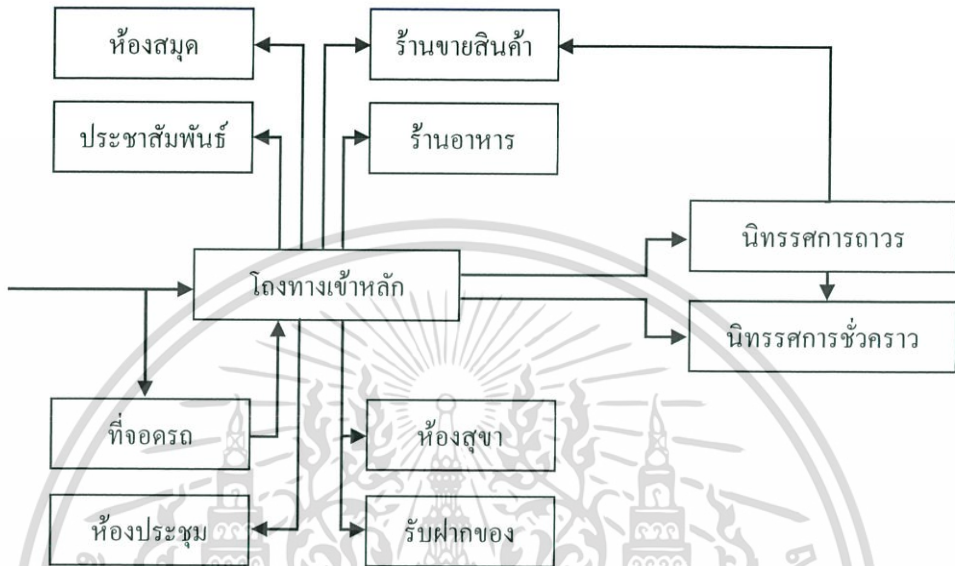 ห้องสมุด
ร้านขายสินค้า
ประชาสัมพันธ์
ร้านอาหาร
นิทรรศการถาวร
โถงทางเข้าหลัก
นิทรรศการชั่วคราว
ที่จอดรถ
ห้องสุขา
ห้องประชุม
รับฝากของ